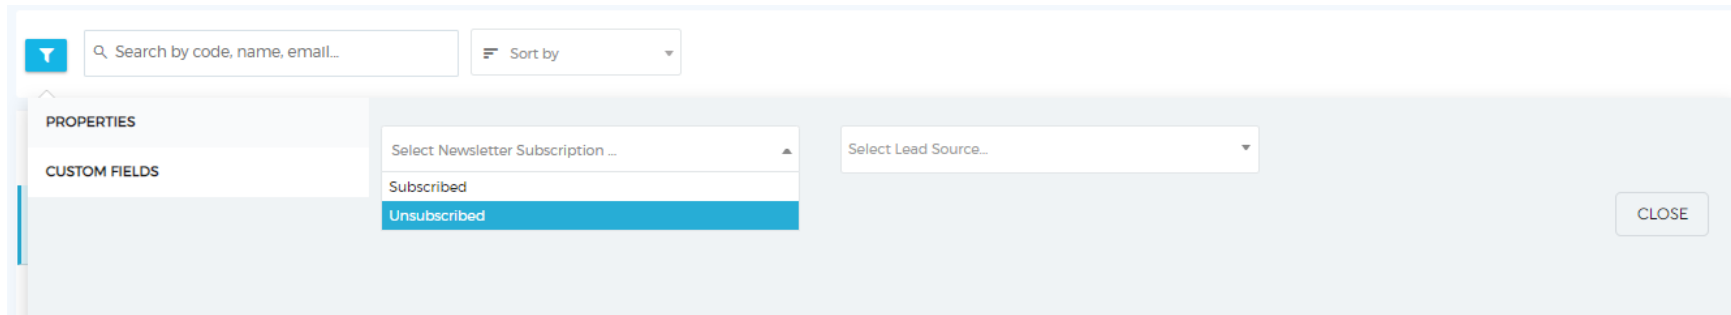 Search by code, name, email...
Sort by
PROPERTIES
CUSTOM FIELDS
Select Newsletter Subscription ...
Subscribed
Unsubscribed
Select Lead Source...
CLOSE